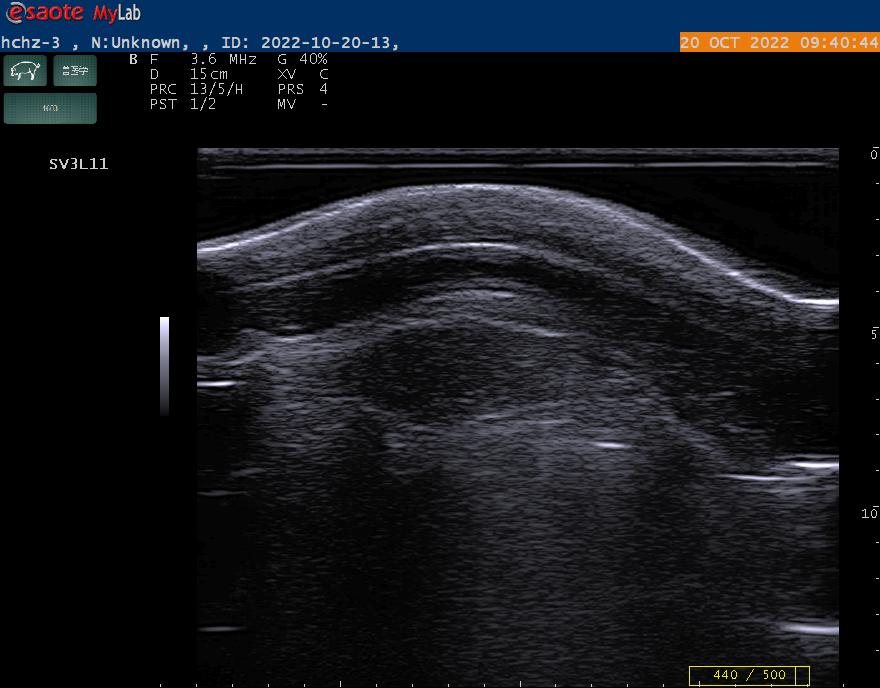 esaote MyLab
hchz-3 , N:Unknown, , ID: 2022-10-20-13,
20 OCT 2022 09:40:44
兽医学
B F 3.6 MHz G 40%
D 15cm XV C
PRC 13/5/H PRS 4
PST 1/2 MV -
SV3L11
0
5
10
440 / 500